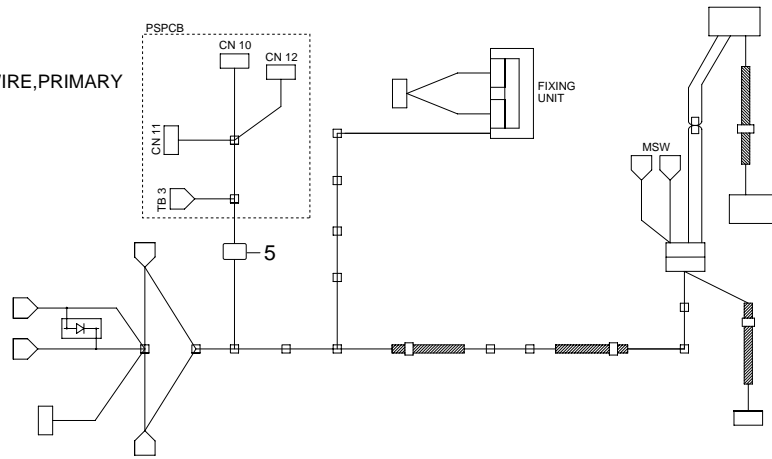 PSPCB
CN 10
CN 12
WIRE,PRIMARY
FIXING
UNIT
CN 11
MSW
TB 3
5